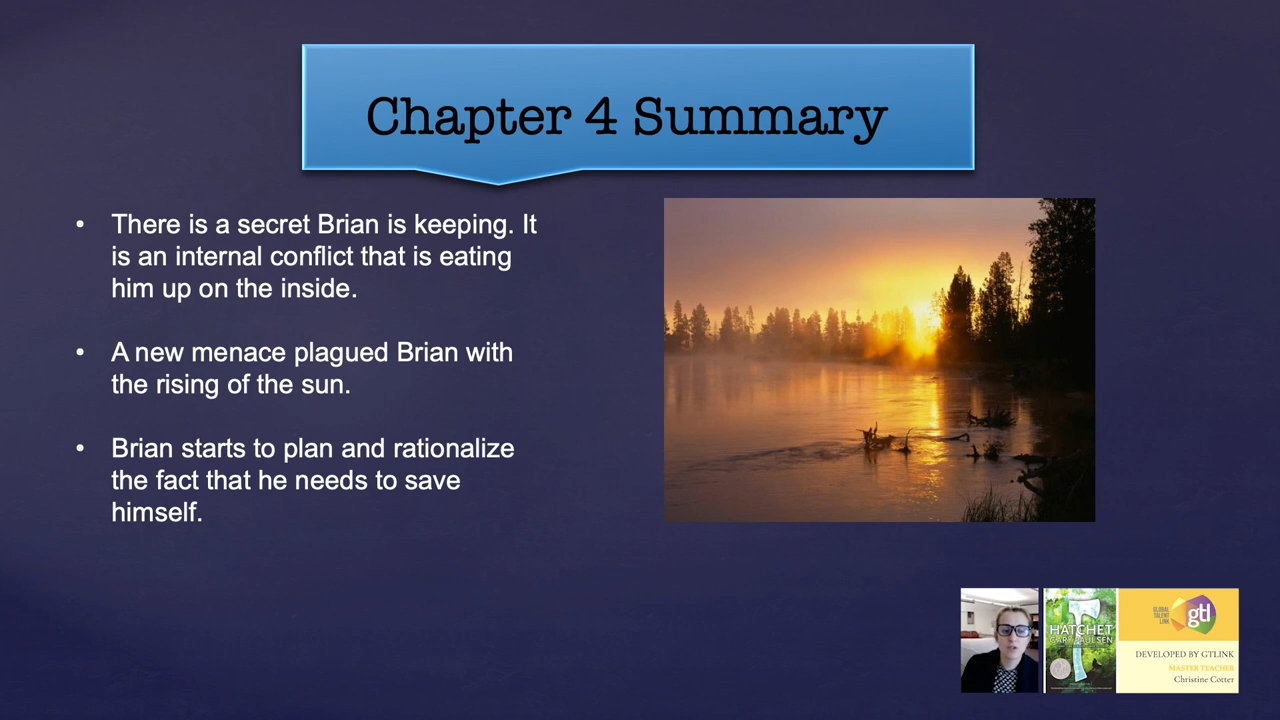 Chapter 4 Summary
• There is a secret Brian is keeping. It
is an internal conflict that is eating
him up on the inside.
• A new menace plagued Brian with
the rising of the sun.
• Brian starts to plan and rationalize
the fact that he needs to save
himself.
HATCHET
GARY PAULSEN
GLOBAL
TALENT
LINK
gtl
DEVELOPED BY GTLINK
MASTER TEACHER
Christine Cotter